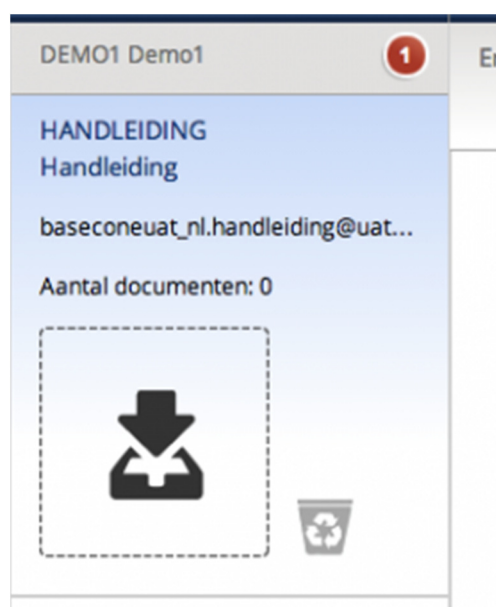 DEMO1 Demo1
1
HANDLEIDING
Handleiding
baseconeuat_nl.handleiding@uat...
Aantal documenten: 0